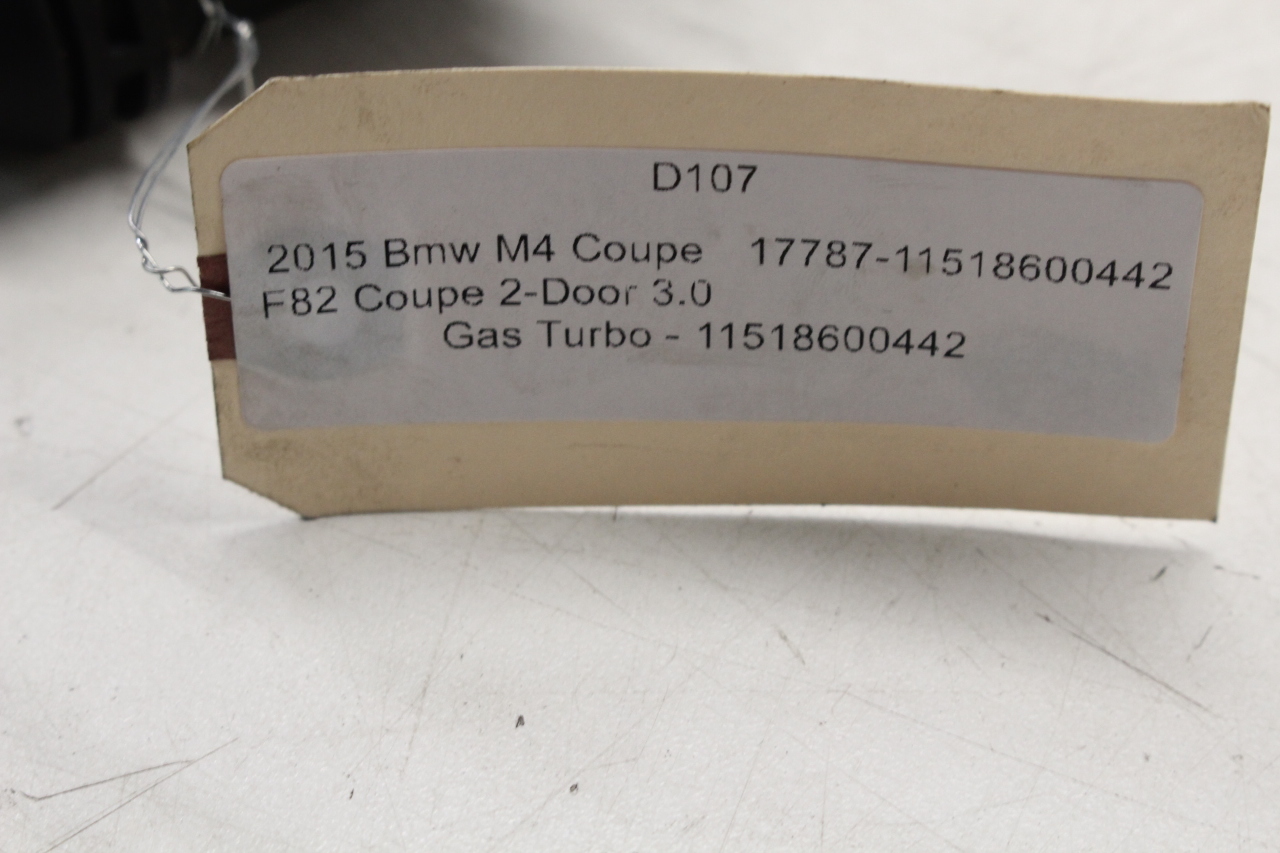 D107
2015 Bmw M4 Coupe 17787-11518600442
F82 Coupe 2-Door 3.0
Gas Turbo - 11518600442